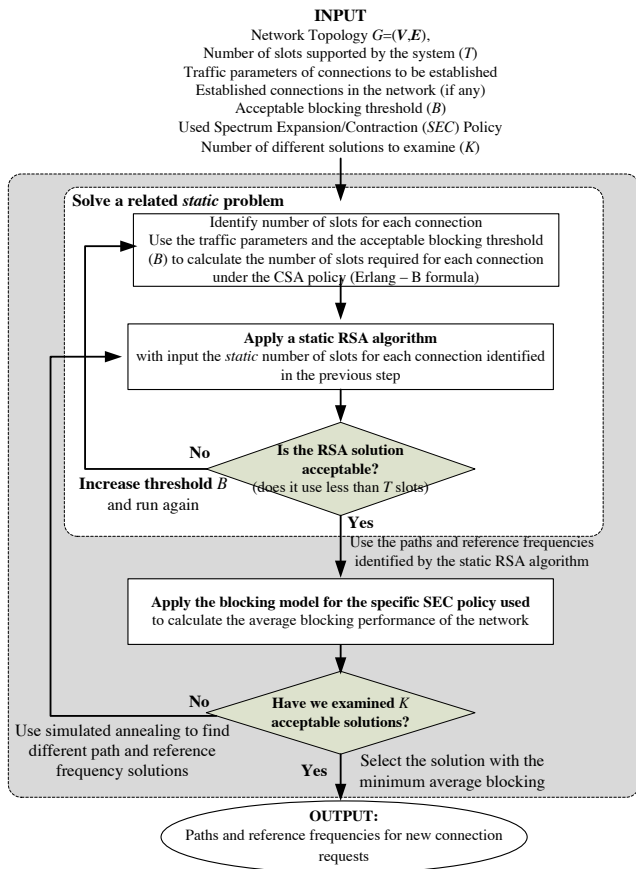 INPUT
Network Topology G=(V,E),
Number of slots supported by the system (T)
Traffic parameters of connections to be established
Established connections in the network (if any)
Acceptable blocking threshold (B)
Used Spectrum Expansion/Contraction (SEC) Policy
Number of different solutions to examine (K)
Solve a related static problem
Identify number of slots for each connection
Use the traffic parameters and the acceptable blocking threshold
(B) to calculate the number of slots required for each connection
under the CSA policy (Erlang – B formula)
Apply a static RSA algorithm
with input the static number of slots for each connection identified
in the previous step
Is the RSA solution
acceptable?
(does it use less than T slots)
No
Increase threshold B
and run again
Yes
Use the paths and reference frequencies
identified by the static RSA algorithm
Apply the blocking model for the specific SEC policy used
to calculate the average blocking performance of the network
Have we examined K
acceptable solutions?
No
Use simulated annealing to find
different path and reference
frequency solutions
Yes
Select the solution with the
minimum average blocking
OUTPUT:
Paths and reference frequencies for new connection
requests